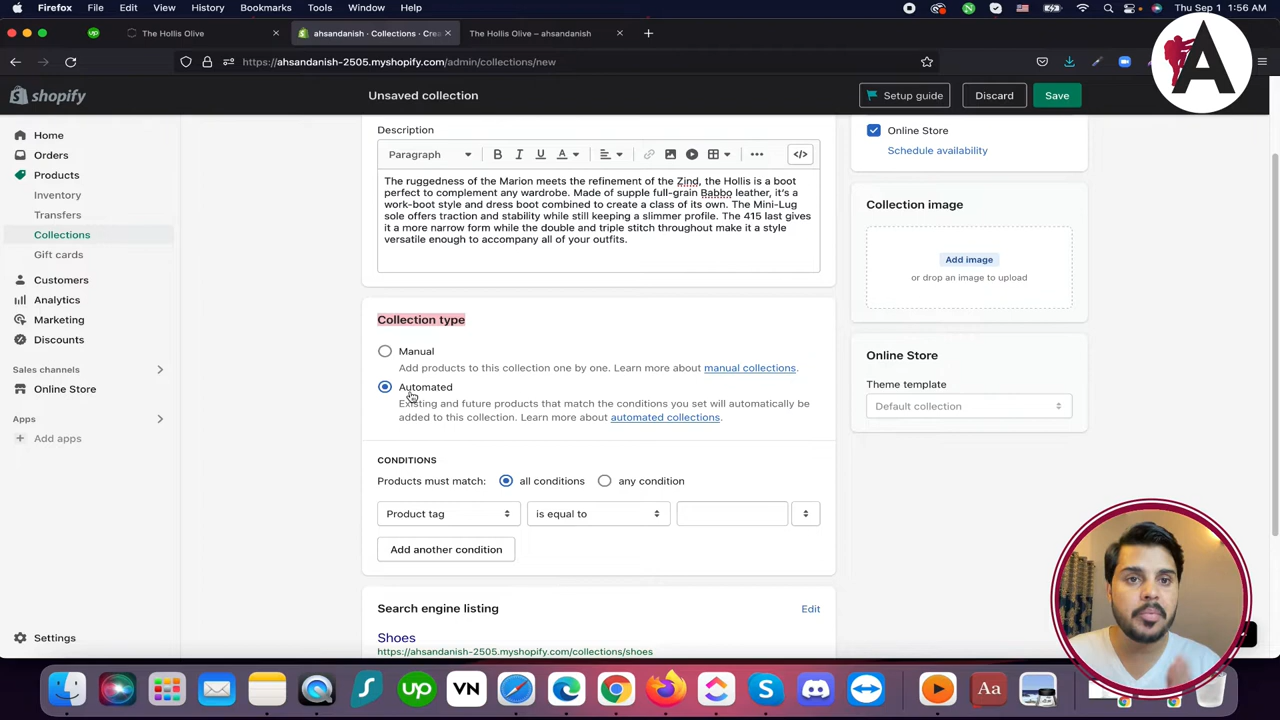 Firefox File Edit View History Bookmarks Tools Window Help Thu Sep 1 1:56 AM
The Hollis Olive
ahsandanish · Collections · Cre
The Hollis Olive – ahsandanish
https://ahsandanish-2505.myshopify.com/admin/collections/new
A
shopify
Unsaved collection
Setup guide
Discard
Save
Home
Orders
Products
Inventory
Transfers
Collections
Gift cards
Customers
Analytics
Marketing
Discounts
Sales channels
Online Store
Apps
Add apps
Settings
Description
Paragraph
B I U A
</>
The ruggedness of the Marion meets the refinement of the Zind, the Hollis is a boot
perfect to complement any wardrobe. Made of supple full-grain Babbo leather, it's a
work-boot style and dress boot combined to create a class of its own. The Mini-Lug
sole offers traction and stability while still keeping a slimmer profile. The 415 last gives
it a more narrow form while the double and triple stitch throughout make it a style
versatile enough to accompany all of your outfits.
Collection type
Manual
Add products to this collection one by one. Learn more about manual collections.
Automated
Existing and future products that match the conditions you set will automatically be
added to this collection. Learn more about automated collections.
CONDITIONS
Products must match: all conditions any condition
Product tag
is equal to
Add another condition
Search engine listing
Edit
Shoes
https://ahsandanish-2505.myshopify.com/collections/shoes
Online Store
Schedule availability
Collection image
Add image
or drop an image to upload
Online Store
Theme template
Default collection
up
VN
S
Aa